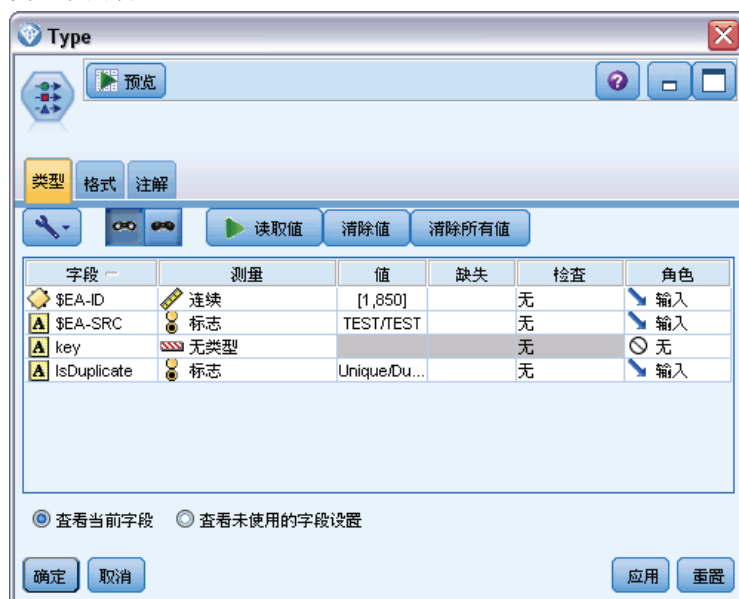 Type
预览
类型 格式 注解
读取值 清除值 清除所有值
字段 测量 值 缺失 检查 角色
$EA-ID 连续 [1,850] 无 输入
A $EA-SRC 标志 TEST/TEST 无 输入
A key 无类型 无 无
A IsDuplicate 标志 Unique/Du... 无 输入
查看当前字段 查看未使用的字段设置
确定 取消 应用 重置